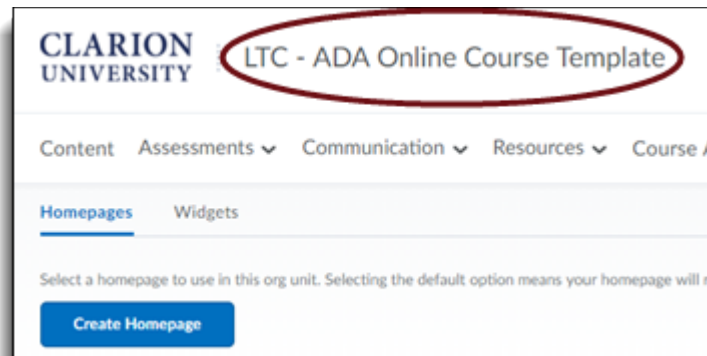 CLARION
UNIVERSITY
LTC - ADA Online Course Template
Content Assessments Communication Resources Course
Homepages Widgets
Select a homepage to use in this org unit. Selecting the default option means your homepage will
Create Homepage